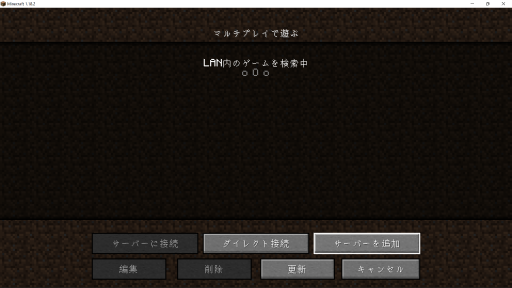 Minecraft 1.18.2
マルチプレイで遊ぶ
LAN内のゲームを検索中
o O o
サーバーに接続
ダイレクト接続
サーバーを追加
編集
削除
更新
キャンセル